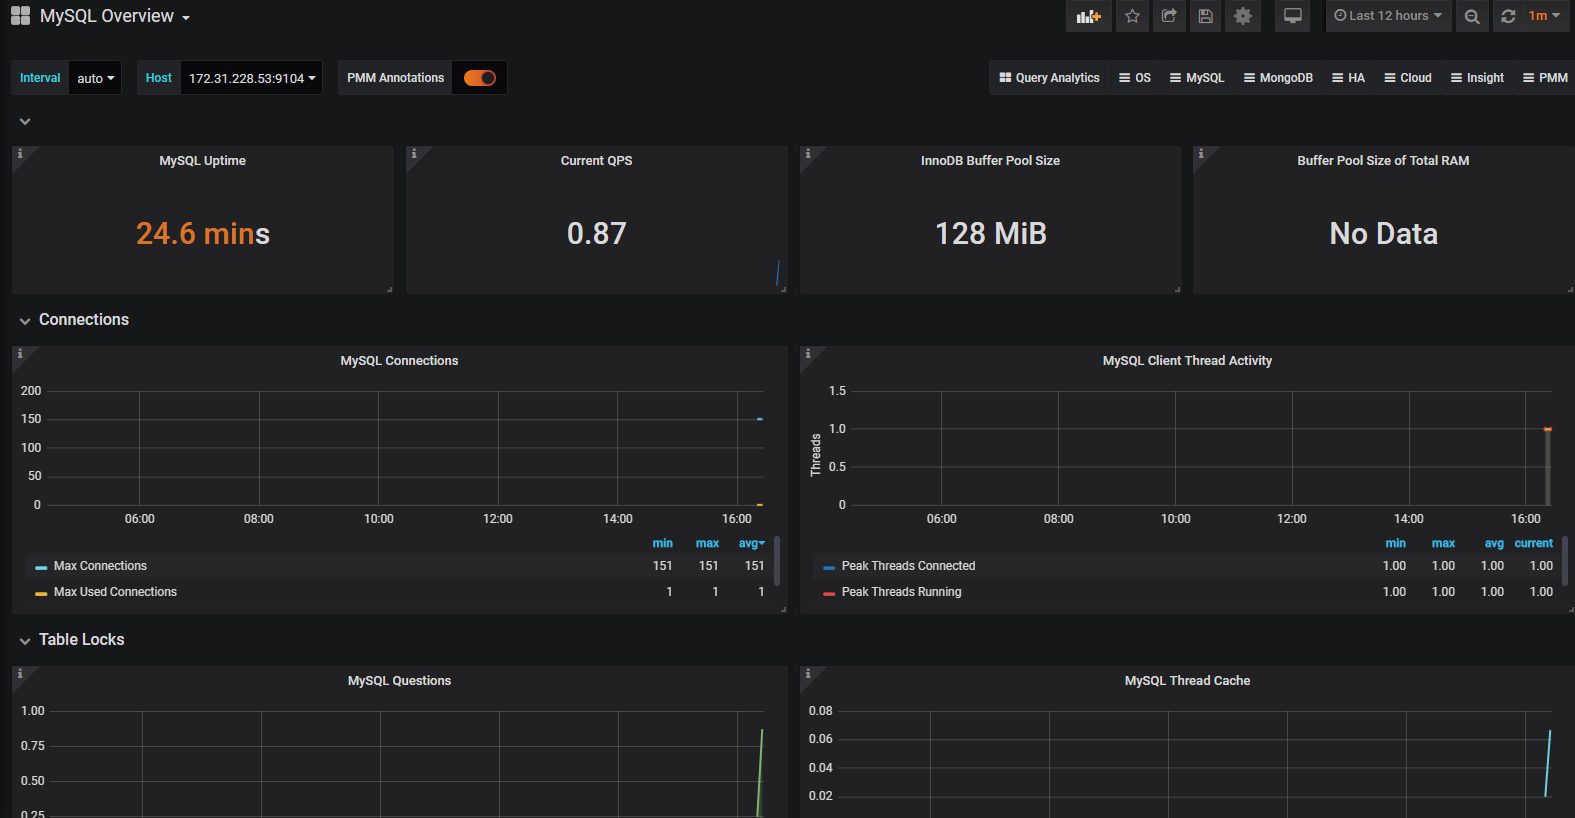 MySQL Overview
Last 12 hours
1m
Interval auto
Host 172.31.228.53:9104
PMM Annotations
Query Analytics
OS
MySQL
MongoDB
HA
Cloud
Insight
PMM
MySQL Uptime
24.6 mins
Current QPS
0.87
InnoDB Buffer Pool Size
128 MiB
Buffer Pool Size of Total RAM
No Data
Connections
MySQL Connections
200
150
100
50
0
06:00 08:00 10:00 12:00 14:00 16:00
min max avg
Max Connections 151 151 151
Max Used Connections 1 1 1
MySQL Client Thread Activity
Threads
1.5
1.0
0.5
0
06:00 08:00 10:00 12:00 14:00 16:00
min max avg current
Peak Threads Connected 1.00 1.00 1.00 1.00
Peak Threads Running 1.00 1.00 1.00 1.00
Table Locks
MySQL Questions
1.00
0.75
0.50
0.25
MySQL Thread Cache
0.08
0.06
0.04
0.02